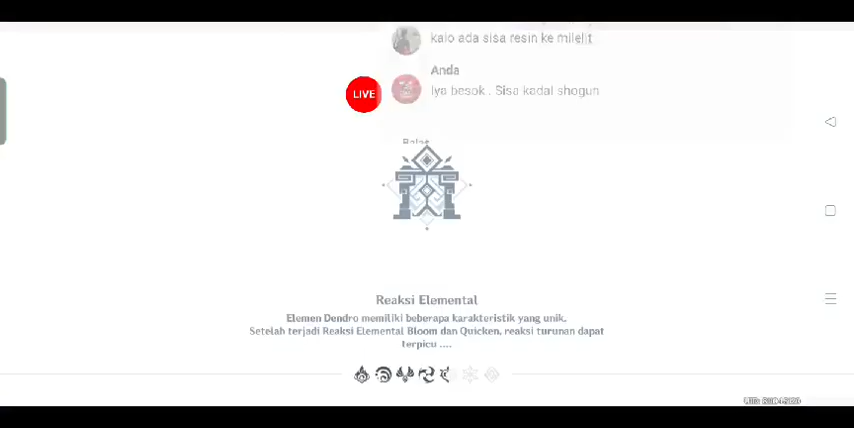 kalo ada sisa resin ke milelit
Anda
Iya besok . Sisa kadal shogun
LIVE
Reaksi Elemental
Elemen Dendro memiliki beberapa karakteristik yang unik.
Setelah terjadi Reaksi Elemental Bloom dan Quicken, reaksi turunan dapat
terpicu ....